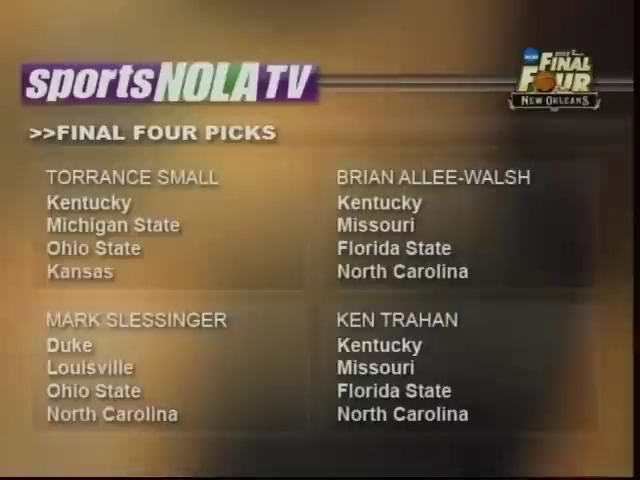 sportsNOLATV
FINAL
FOUR
NEW ORLEANS
>>FINAL FOUR PICKS
TORRANCE SMALL
Kentucky
Michigan State
Ohio State
Kansas
BRIAN ALLEE-WALSH
Kentucky
Missouri
Florida State
North Carolina
MARK SLESSINGER
Duke
Louisville
Ohio State
North Carolina
KEN TRAHAN
Kentucky
Missouri
Florida State
North Carolina